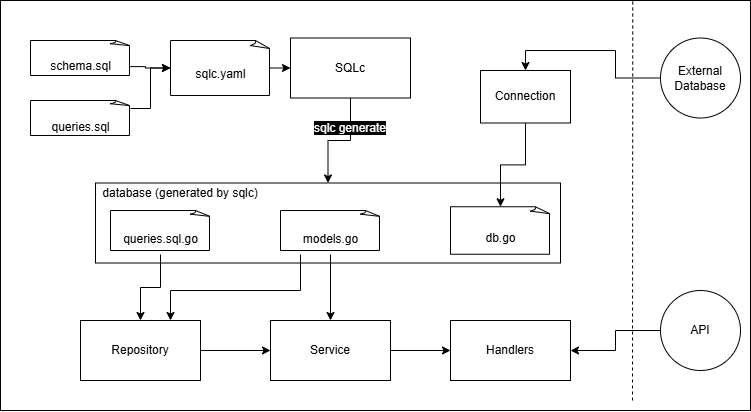 schema.sql
sqlc.yaml
SQLc
External
Database
Connection
queries.sql
sqlc generate
database (generated by sqlc)
queries.sql.go
models.go
db.go
Repository
Service
Handlers
API